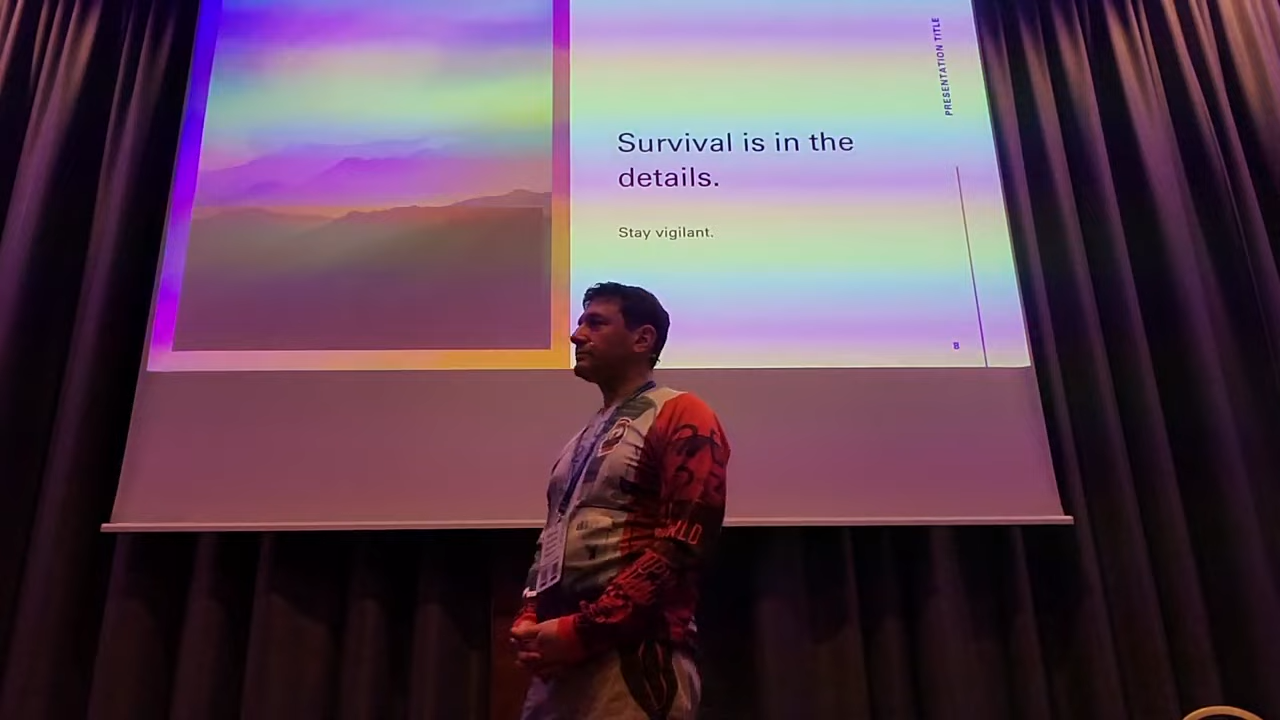 PRESENTATION TITLE
Survival is in the
details.
Stay vigilant.
8